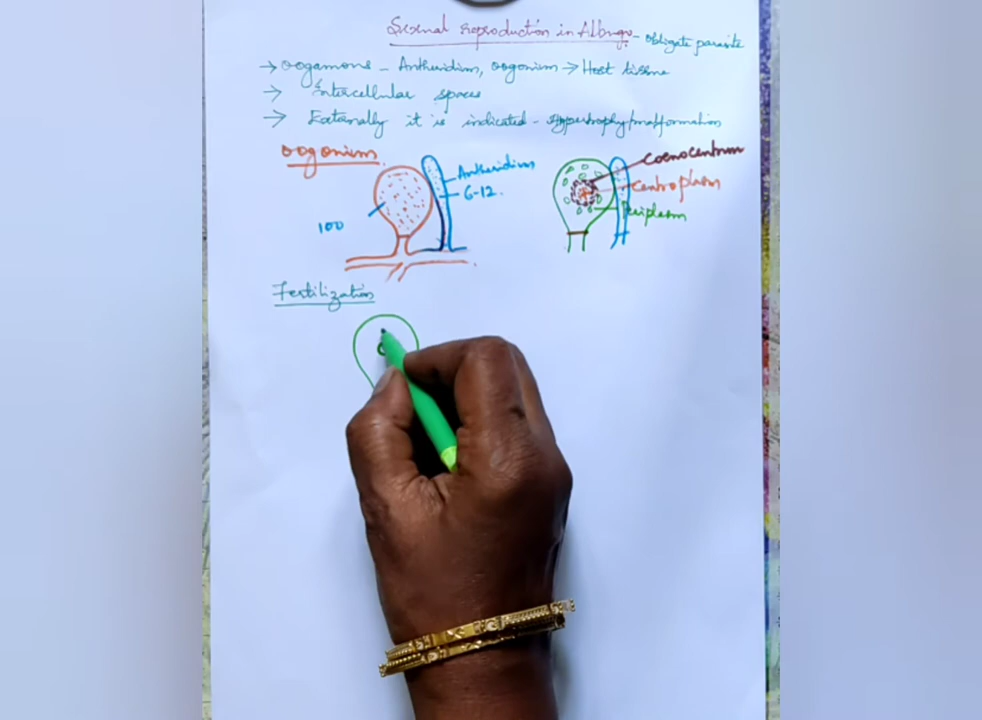 Sexual reproduction in Albugo - obligate parasite
→ oogamous - Antheridium, oogonium → Host tissue
→ Intercellular spaces
→ Externally it is indicated - Hypertrophy/malformation
Oogonium
Antheridium
6-12.
100
Coenocentrum
Centroplasm
Periplasm
Fertilization